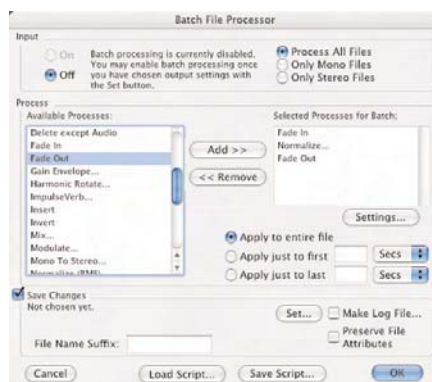 Batch File Processor
Input
On
Off
Batch processing is currently disabled.
You may enable batch processing once
you have chosen output settings with
the Set button.
Process All Files
Only Mono Files
Only Stereo Files
Process
Available Processes:
Delete except Audio
Fade In
Fade Out
Gain Envelope...
Harmonic Rotate...
ImpulseVerb...
Insert
Invert
Mix...
Modulate...
Mono To Stereo...
Normalize (RMS)
Add >>
<< Remove
Selected Processes for Batch:
Fade In
Normalize...
Fade Out
Settings...
Apply to entire file
Apply just to first
Secs
Apply just to last
Secs
Save Changes
Not chosen yet.
Set...
Make Log File...
Preserve File
Attributes
File Name Suffix:
Cancel
Load Script...
Save Script...
OK